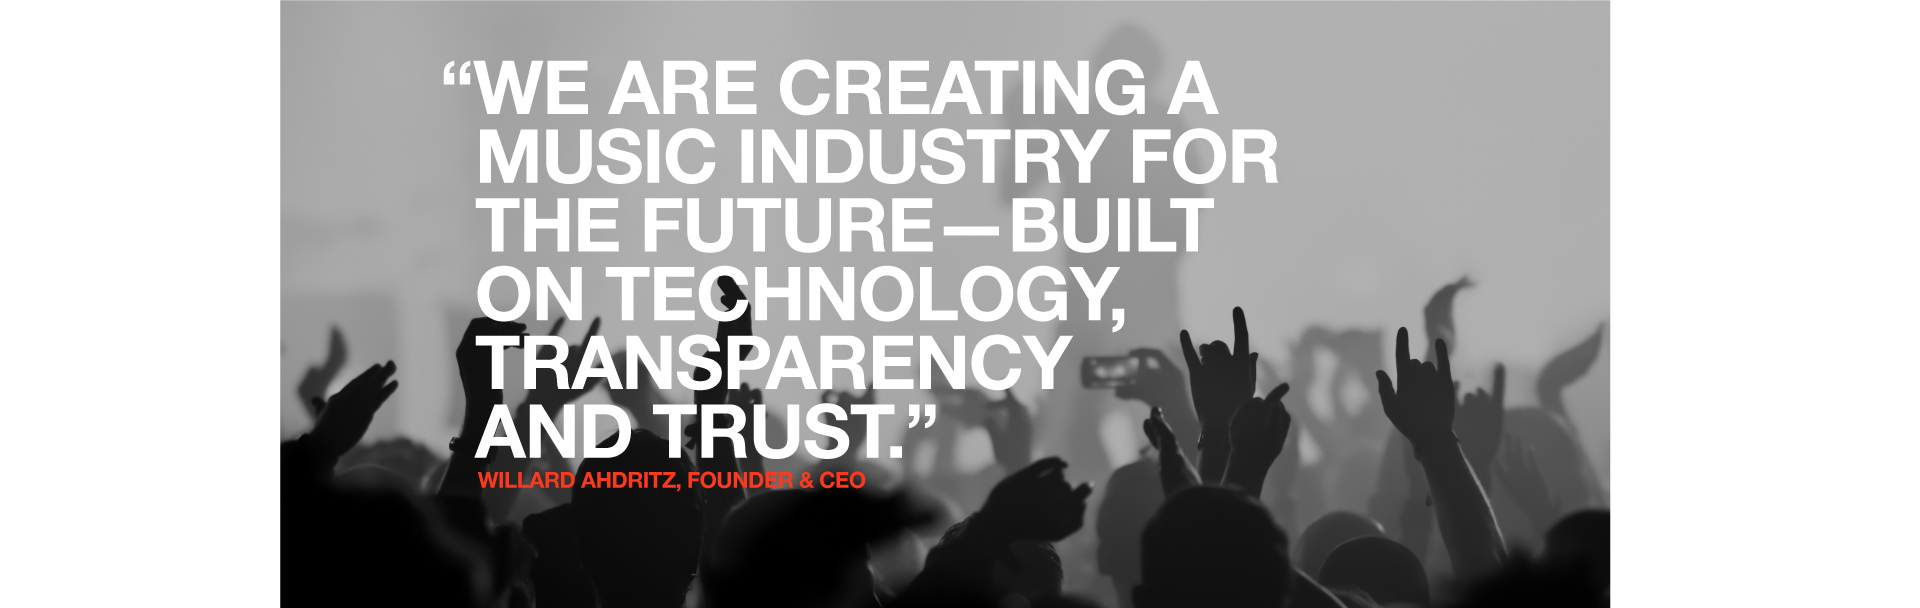 “WE ARE CREATING A
MUSIC INDUSTRY FOR
THE FUTURE—BUILT
ON TECHNOLOGY,
TRANSPARENCY
AND TRUST.”
WILLARD AHDRITZ, FOUNDER & CEO